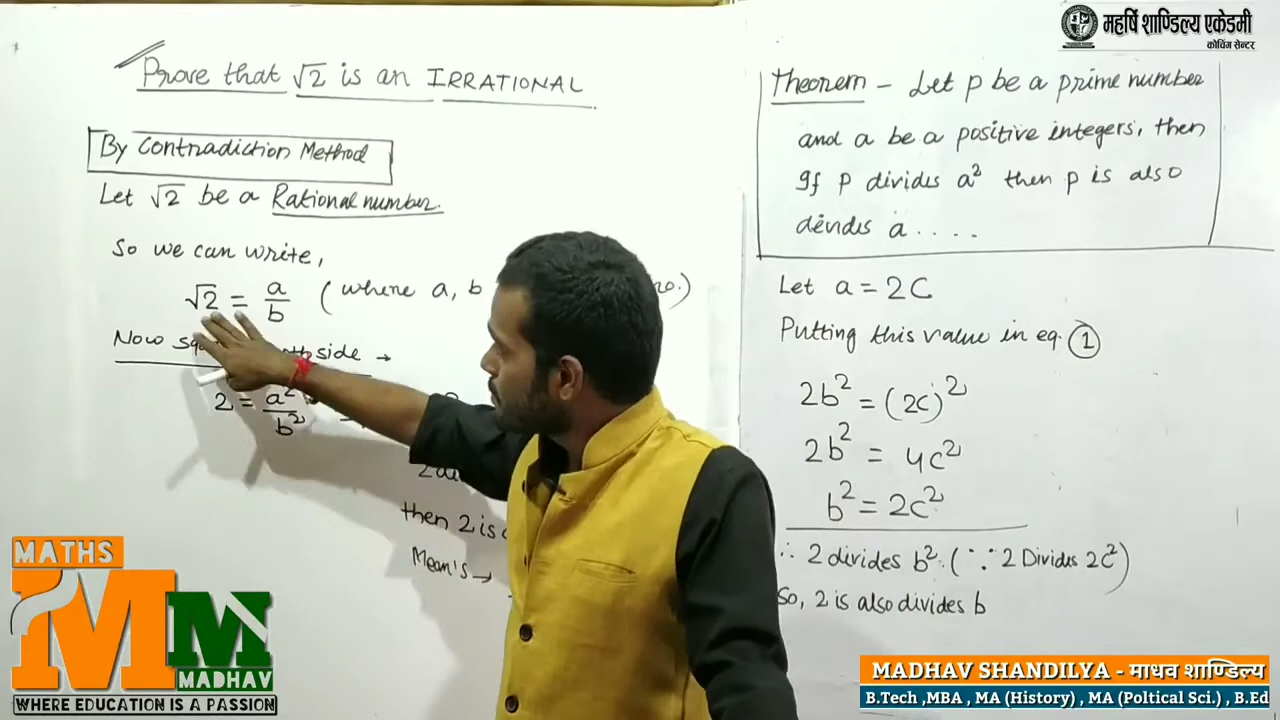 Prove that √2 is an IRRATIONAL
By Contradiction Method
Let √2 be a Rational number.
So we can write,
√2 = a/b (where a, b
Now side →
2 = a²/b²
then 2 is
Mean's →
महर्षि शाण्डिल्य एकेडमी
कोचिंग सेन्टर
Theorem - Let p be a prime number
and a be a positive integers, then
If P divides a² then p is also
divides a . . . .
Let a = 2C
Putting this value in eq. ①
2b² = (2c)²
2b² = 4c²
b² = 2c²
∴ 2 divides b². (∵ 2 Divides 2c²)
So, 2 is also divides b
MATHS
MM
MADHAV
WHERE EDUCATION IS A PASSION
MADHAV SHANDILYA - माधव शाण्डिल्य
B.Tech ,MBA , MA (History) , MA (Poltical Sci.) , B.Ed